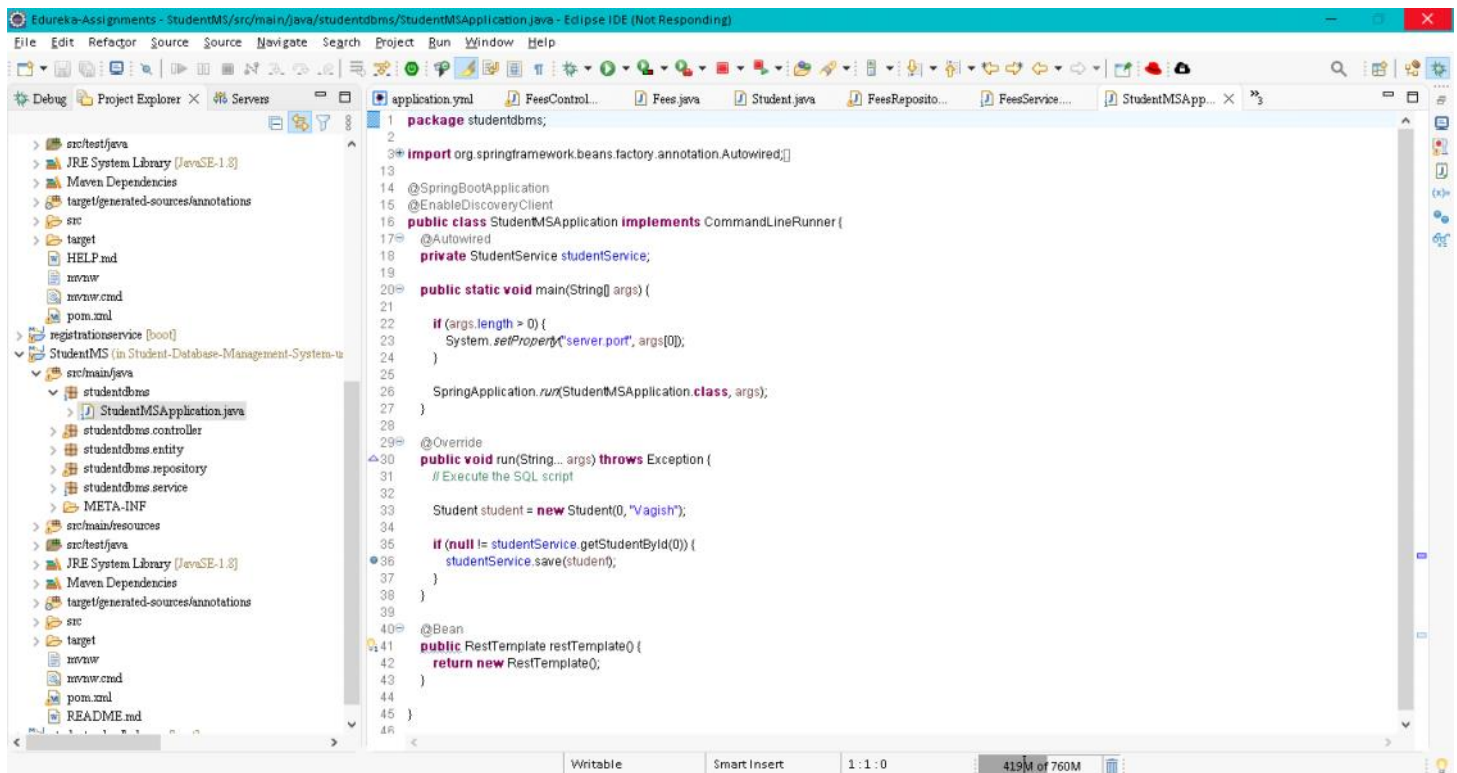 Edureka-Assignments - StudentMS/src/main/java/studentdbms/StudentMSApplication.java - Eclipse IDE (Not Responding)
File Edit Refactor Source Source Navigate Search Project Run Window Help
Debug Project Explorer Servers
application.yml FeesControl... Fees.java Student.java FeesReposito... FeesService.... StudentMSApp... 3
src/test/java
JRE System Library [JavaSE-1.8]
Maven Dependencies
target/generated-sources/annotations
src
target
HELP.md
mvnw
mvnw.cmd
pom.xml
registrationservice [boot]
StudentMS (in Student-Database-Management-System-u
src/main/java
studentdbms
StudentMSApplication.java
studentdbms.controller
studentdbms.entity
studentdbms.repository
studentdbms.service
META-INF
src/main/resources
src/test/java
JRE System Library [JavaSE-1.8]
Maven Dependencies
target/generated-sources/annotations
src
target
mvnw
mvnw.cmd
pom.xml
README.md
1 package studentdbms;
2
3 import org.springframework.beans.factory.annotation.Autowired;
13
14 @SpringBootApplication
15 @EnableDiscoveryClient
16 public class StudentMSApplication implements CommandLineRunner {
17 @Autowired
18 private StudentService studentService;
19
20 public static void main(String[] args) {
21
22 if (args.length > 0) {
23 System.setProperty("server.port", args[0]);
24 }
25
26 SpringApplication.run(StudentMSApplication.class, args);
27 }
28
29 @Override
30 public void run(String... args) throws Exception {
31 // Execute the SQL script
32
33 Student student = new Student(0, "Vagish");
34
35 if (null != studentService.getStudentById(0)) {
36 studentService.save(student);
37 }
38 }
39
40 @Bean
41 public RestTemplate restTemplate() {
42 return new RestTemplate();
43 }
44
45 }
46
Writable Smart Insert 1:1:0 419M of 760M